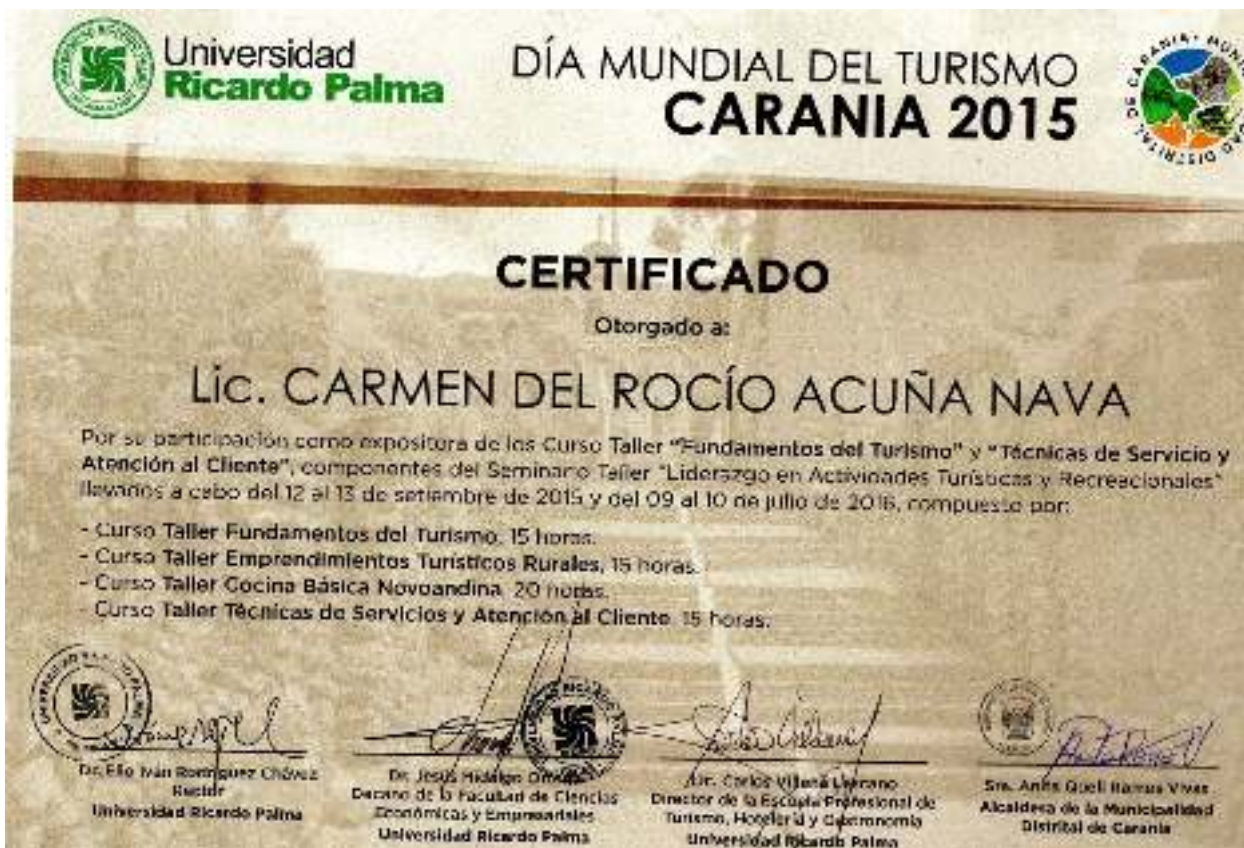 Universidad
Ricardo Palma
DÍA MUNDIAL DEL TURISMO
CARANIA 2015
CERTIFICADO
Otorgado a:
Lic. CARMEN DEL ROCÍO ACUÑA NAVA
Por su participación como expositora de los Curso Taller "Fundamentos del Turismo" y "Técnicas de Servicio y
Atención al Cliente", componentes del Seminario Taller "Liderazgo en Actividades Turísticas y Recreacionales"
llevados a cabo del 12 al 13 de setiembre de 2015 y del 09 al 10 de julio de 2016, compuesto por:
- Curso Taller Fundamentos del Turismo, 15 horas.
- Curso Taller Emprendimientos Turísticos Rurales, 15 horas.
- Curso Taller Cocina Básica Novoandina, 20 horas.
- Curso Taller Técnicas de Servicios y Atención al Cliente, 15 horas.
Dr. Elio Iván Rodríguez Chávez
Rector
Universidad Ricardo Palma
Dr. Jesús Hidalgo
Decano de la Facultad de Ciencias
Económicas y Empresariales
Universidad Ricardo Palma
Lic. Carlos Villena
Director de la Escuela Profesional de
Turismo, Hotelería y Gastronomía
Universidad Ricardo Palma
Sra. Anita Ramos Vivas
Alcaldesa de la Municipalidad
Distrital de Carania